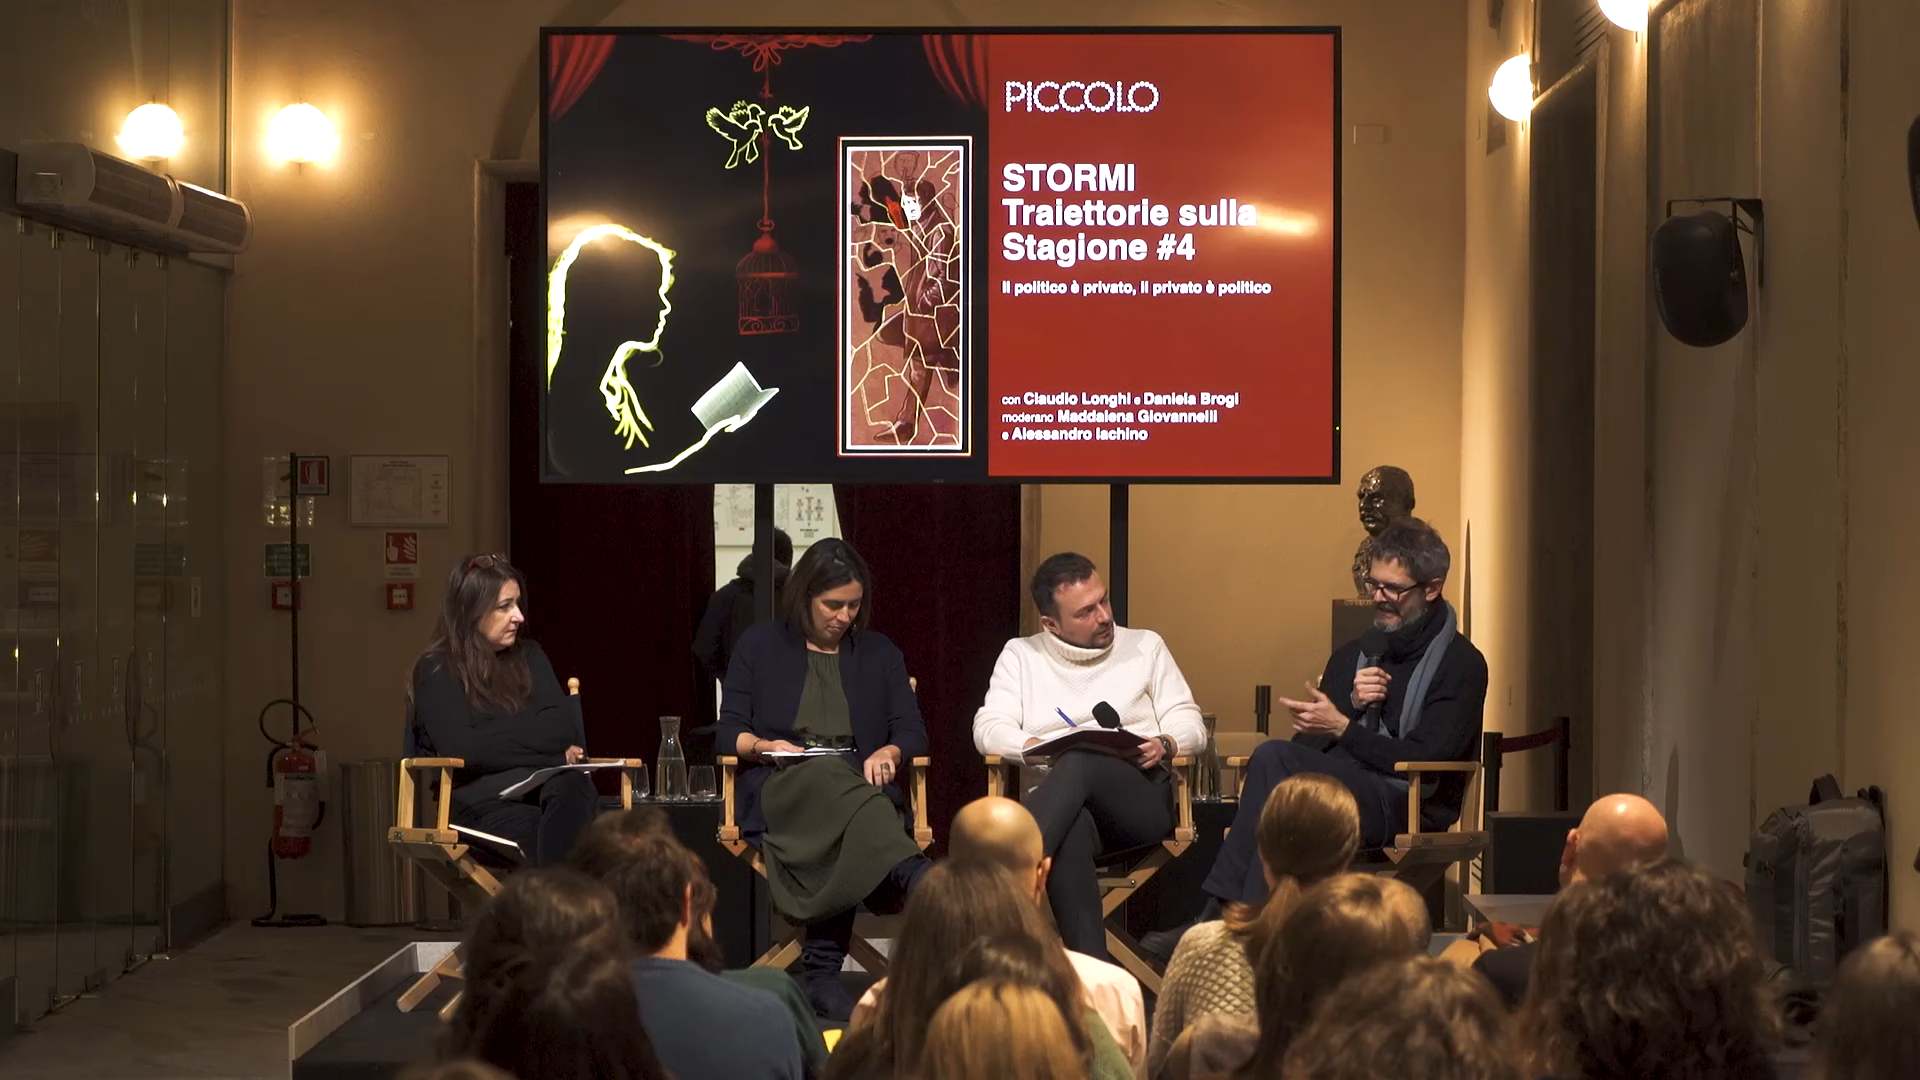 PICCOLO
STORMI
Traiettorie sulla
Stagione #4
Il politico è privato, il privato è politico
con Claudio Longhi e Daniela Brogi
moderano Maddalena Giovannelli
e Alessandro Iachino